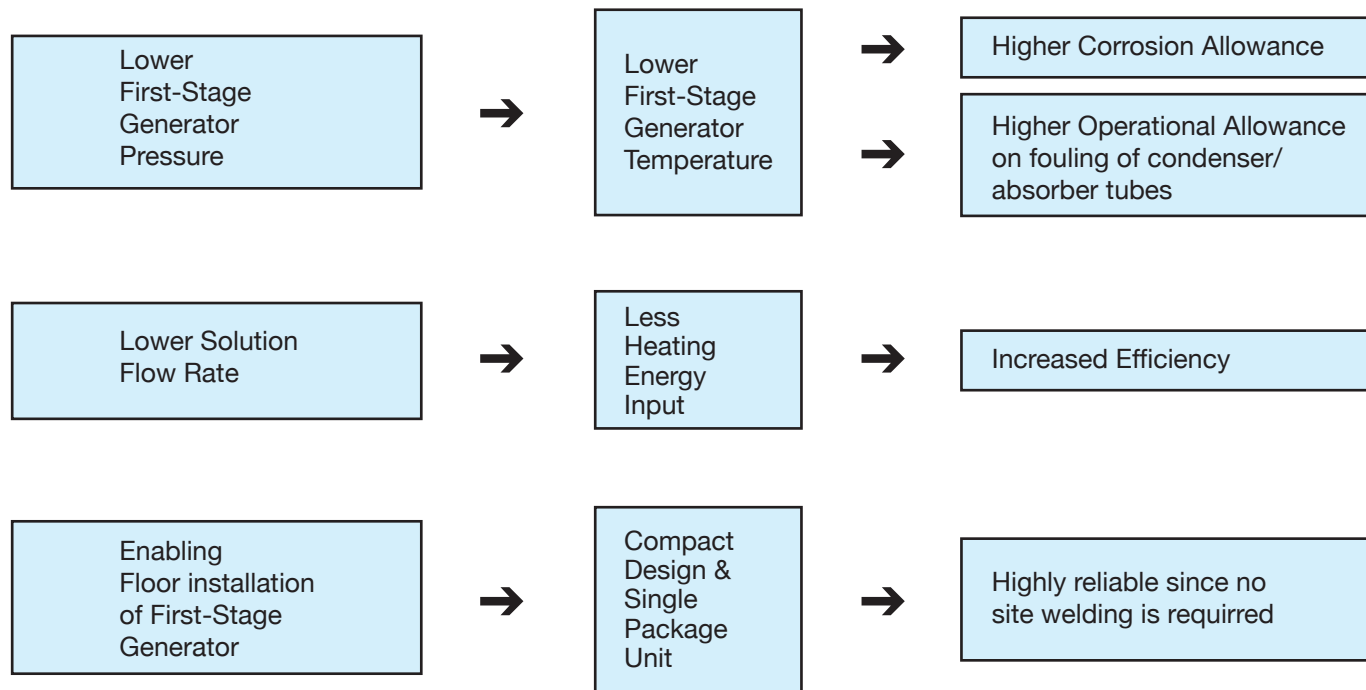 Lower
First-Stage
Generator
Pressure
Lower
First-Stage
Generator
Temperature
Higher Corrosion Allowance
Higher Operational Allowance
on fouling of condenser/
absorber tubes
Lower Solution
Flow Rate
Less
Heating
Energy
Input
Increased Efficiency
Enabling
Floor installation
of First-Stage
Generator
Compact
Design &
Single
Package
Unit
Highly reliable since no
site welding is requirred